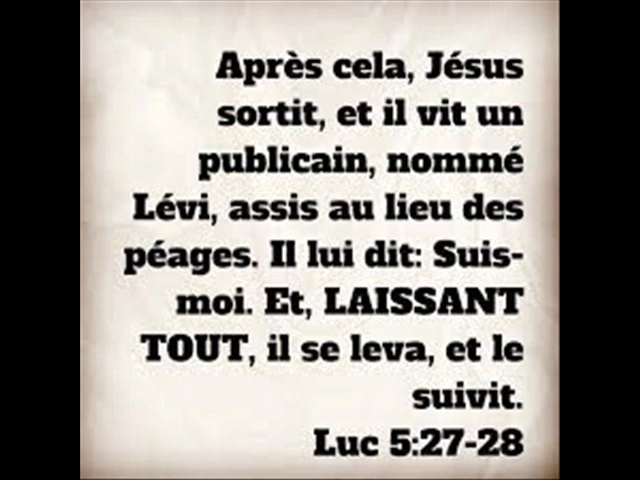 Après cela, Jésus
sortit, et il vit un
publicain, nommé
Lévi, assis au lieu des
péages. Il lui dit: Suis-
moi. Et, LAISSANT
TOUT, il se leva, et le
suivit.
Luc 5:27-28